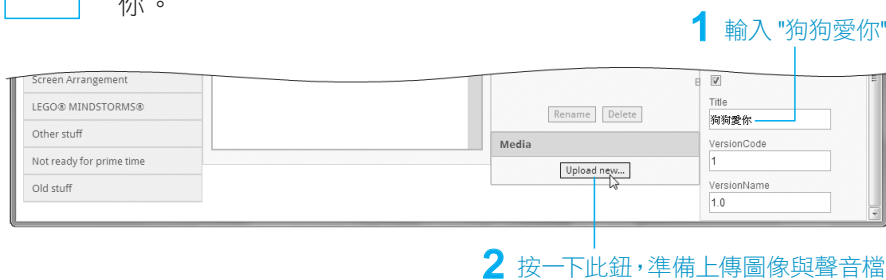 你。
1 輸入 "狗狗愛你"
Screen Arrangement
LEGO® MINDSTORMS®
Other stuff
Not ready for prime time
Old stuff
Rename Delete
Media
Upload new...
Title
狗狗愛你
VersionCode
1
VersionName
1.0
2 按一下此鈕，準備上傳圖像與聲音檔